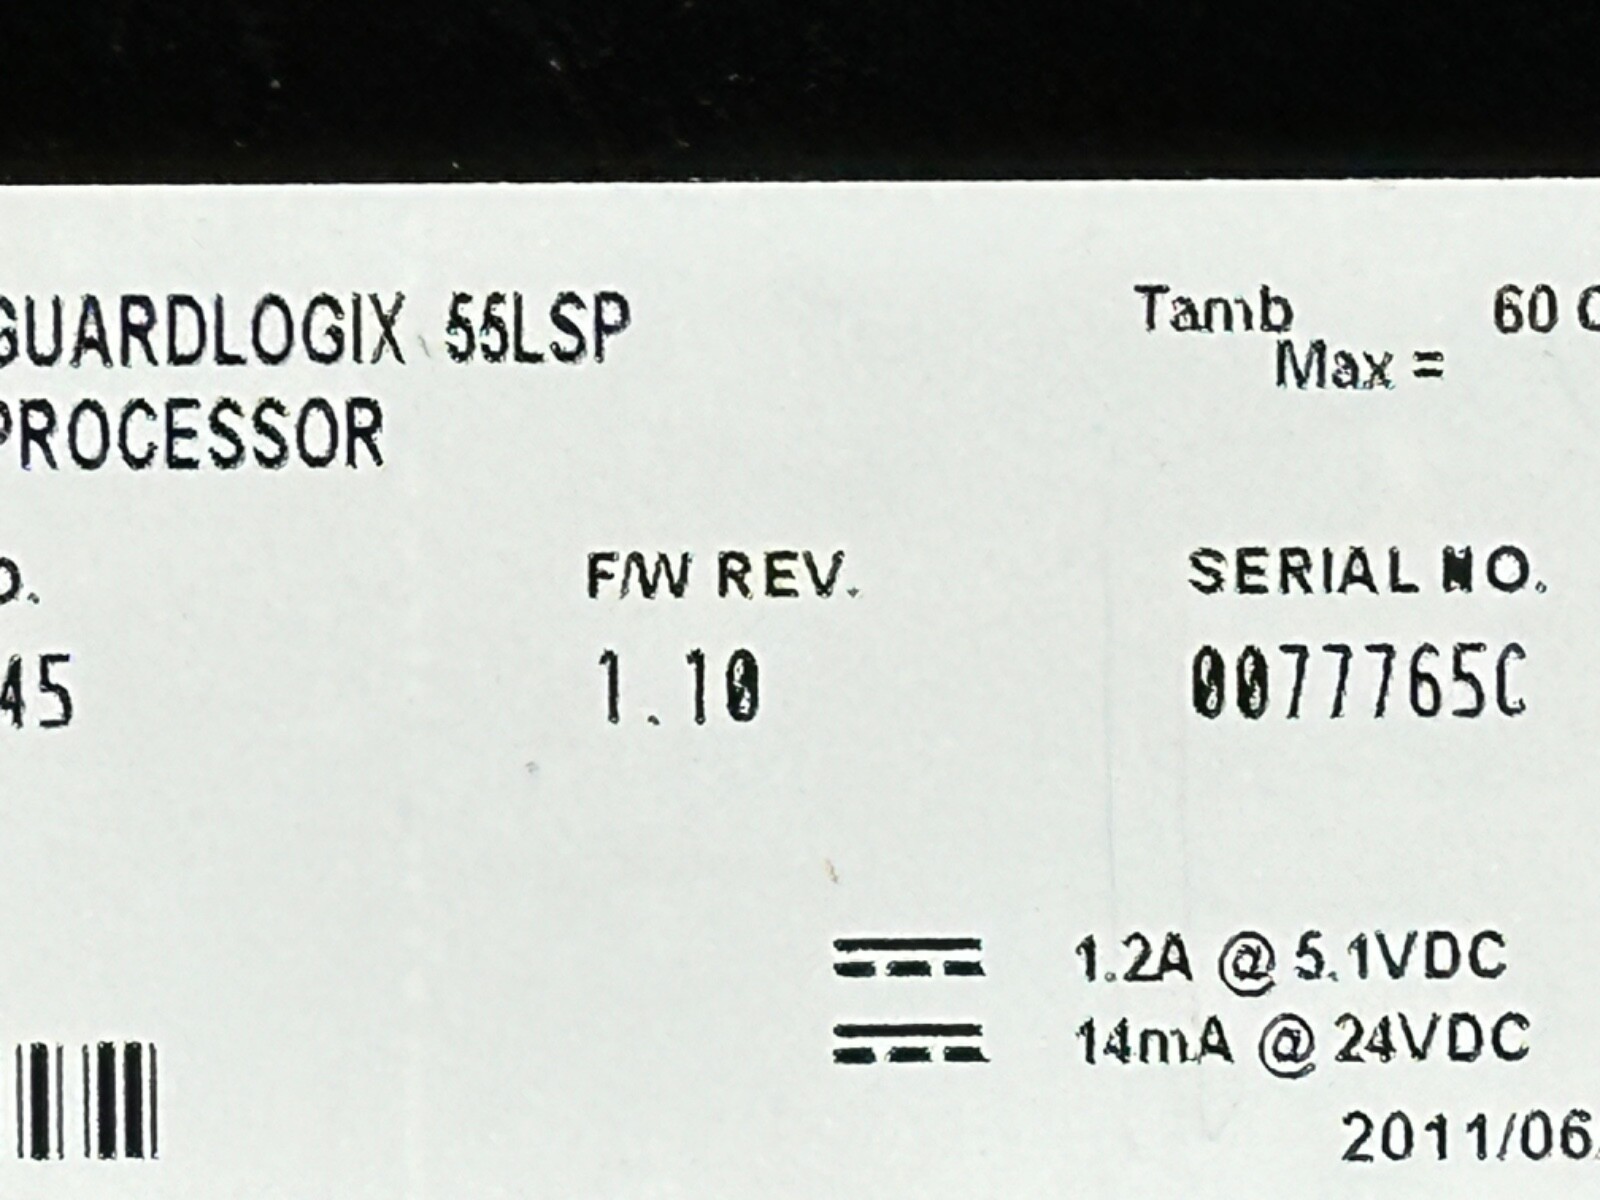 GUARDLOGIX 55LSP
PROCESSOR
Tamb 60 C
Max =
O.
45
F/W REV.
1.10
SERIAL NO.
0077765C
1.2A @ 5.1VDC
14mA @ 24VDC
2011/06/